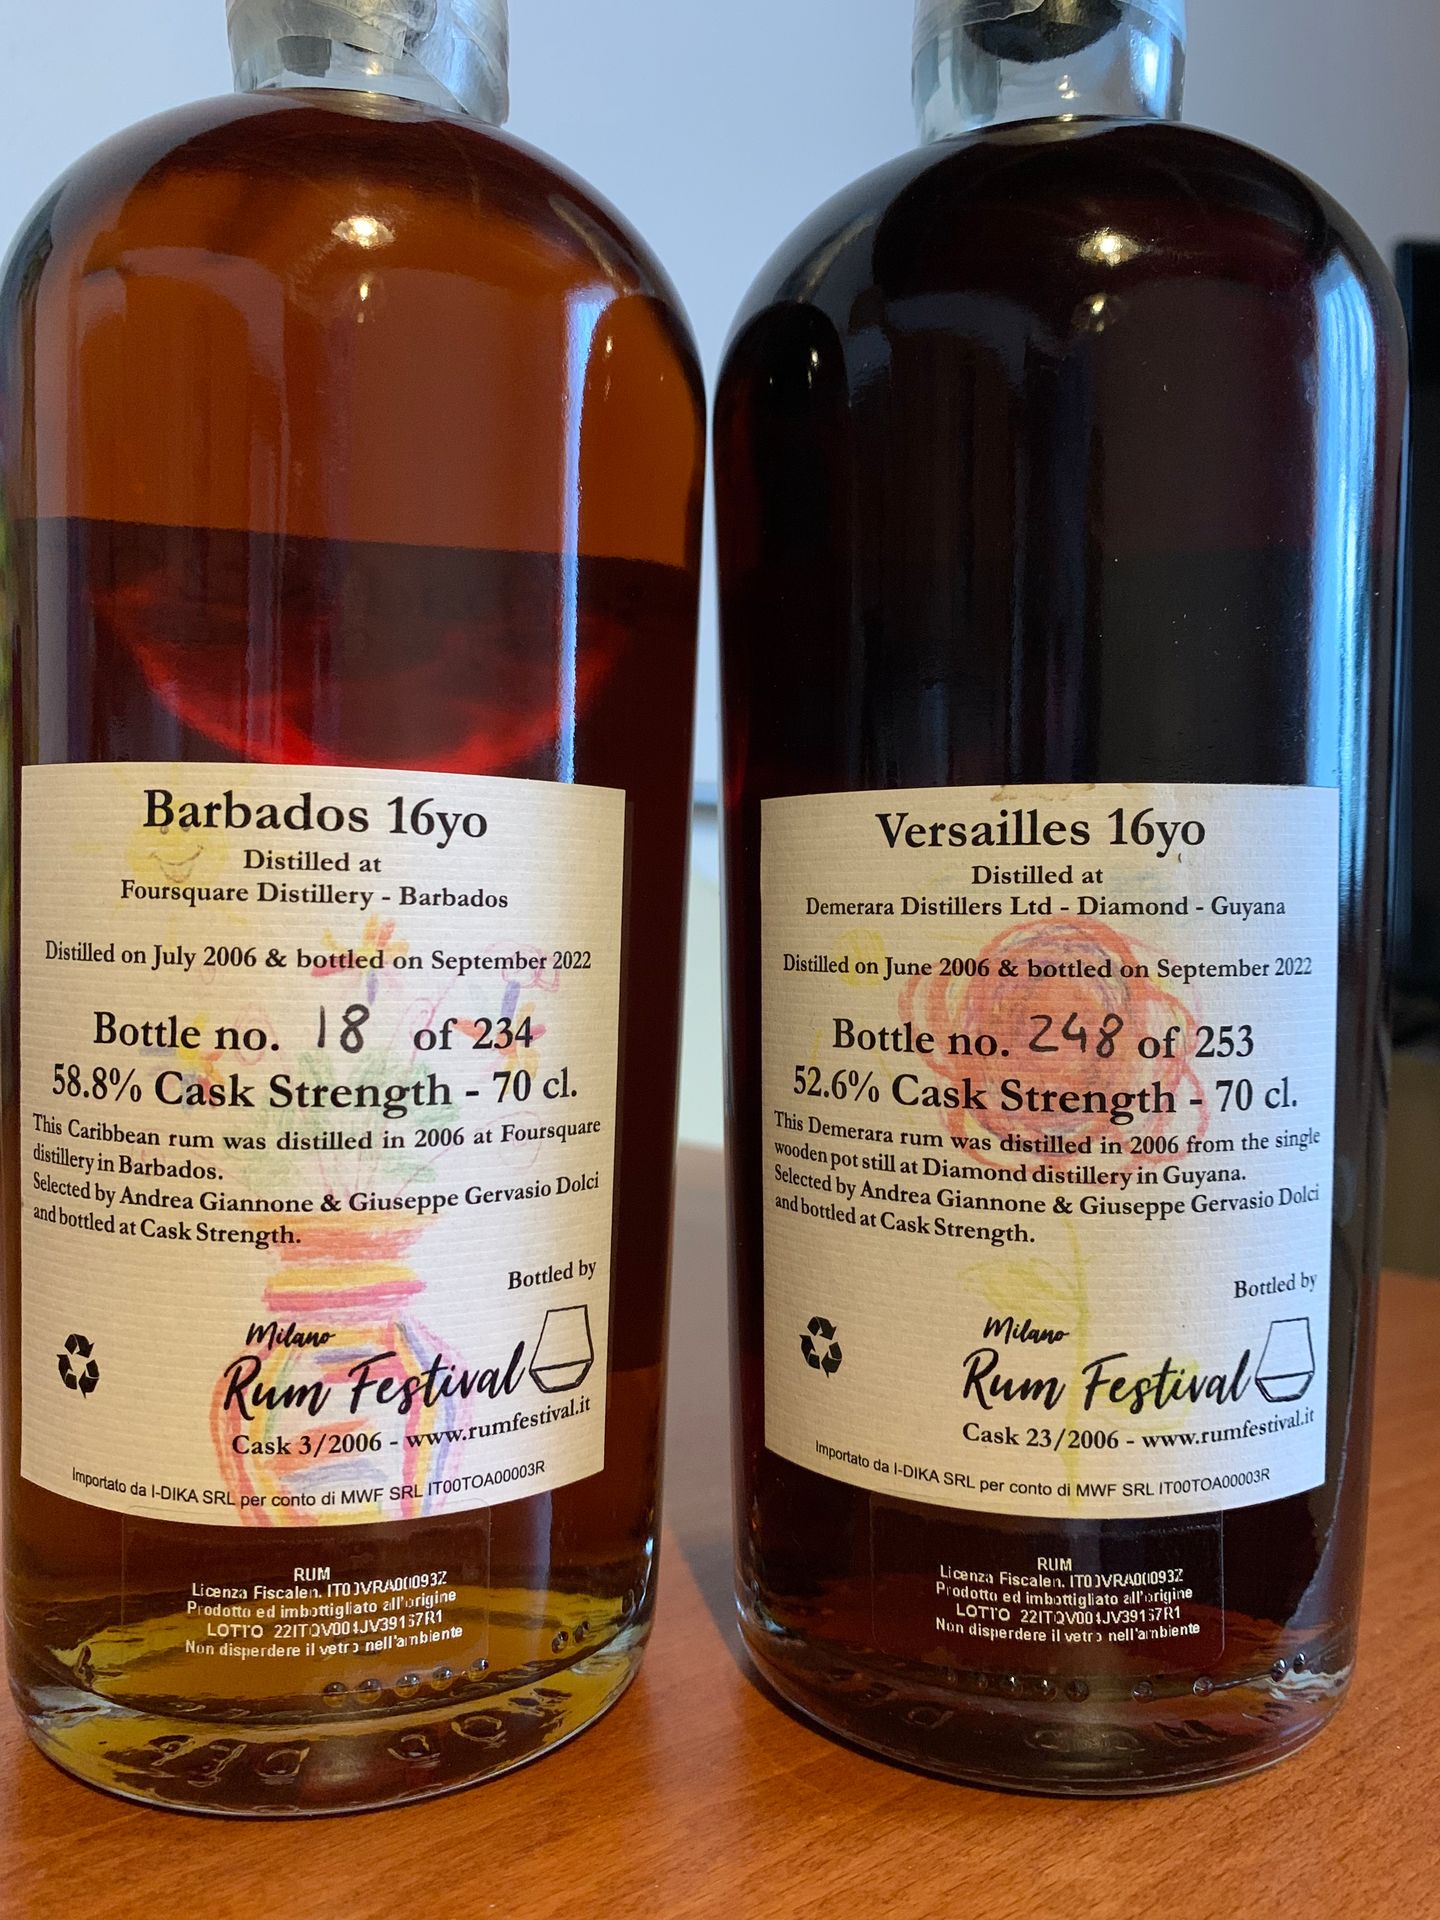 Barbados 16yo
Distilled at
Foursquare Distillery - Barbados
Distilled on July 2006 & bottled on September 2022
Bottle no. 18 of 234
58.8% Cask Strength - 70 cl.
This Caribbean rum was distilled in 2006 at Foursquare
distillery in Barbados.
Selected by Andrea Giannone & Giuseppe Gervasio Dolci
and bottled at Cask Strength.
Bottled by
Milano
Rum Festival
Cask 3/2006 - www.rumfestival.it
Importato da I-DIKA SRL per conto di MWF SRL IT00TOA00003R
RUM
Licenza Fiscale n.
Prodotto ed imbottigliato all'origine
LOTTO
Non disperdere il vetro nell'ambiente
Versailles 16yo
Distilled at
Demerara Distillers Ltd - Diamond - Guyana
Distilled on June 2006 & bottled on September 2022
Bottle no. 248 of 253
52.6% Cask Strength - 70 cl.
This Demerara rum was distilled in 2006 from the single
wooden pot still at Diamond distillery in Guyana.
Selected by Andrea Giannone & Giuseppe Gervasio Dolci
and bottled at Cask Strength.
Bottled by
Milano
Rum Festival
Cask 23/2006 - www.rumfestival.it
Importato da I-DIKA SRL per conto di MWF SRL IT00TOA00003R
RUM
Licenza Fiscale n.
Prodotto ed imbottigliato all'origine
LOTTO
Non disperdere il vetro nell'ambiente